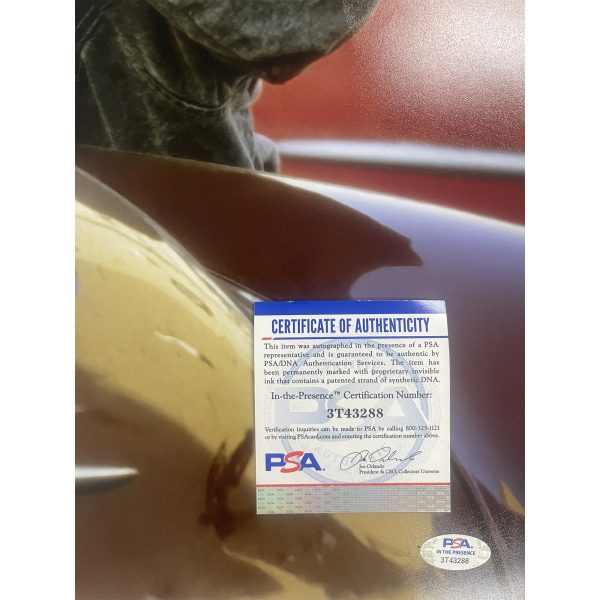 CERTIFICATE OF AUTHENTICITY
This item was autographed in the presence of a PSA
representative and is guaranteed to be authentic by
PSA/DNA Authentication Services. The item has
been permanently marked with proprietary invisible
ink that contains a patented strand of synthetic DNA.
In-the-Presence™ Certification Number:
3T43288
Verification inquiries can be made to PSA by calling 800-325-1121
or by visiting PSAcard.com and entering the certification number above.
PSA.
Joe Orlando
President & CEO, Collectors Universe
PSA.
IN THE PRESENCE
3T43288